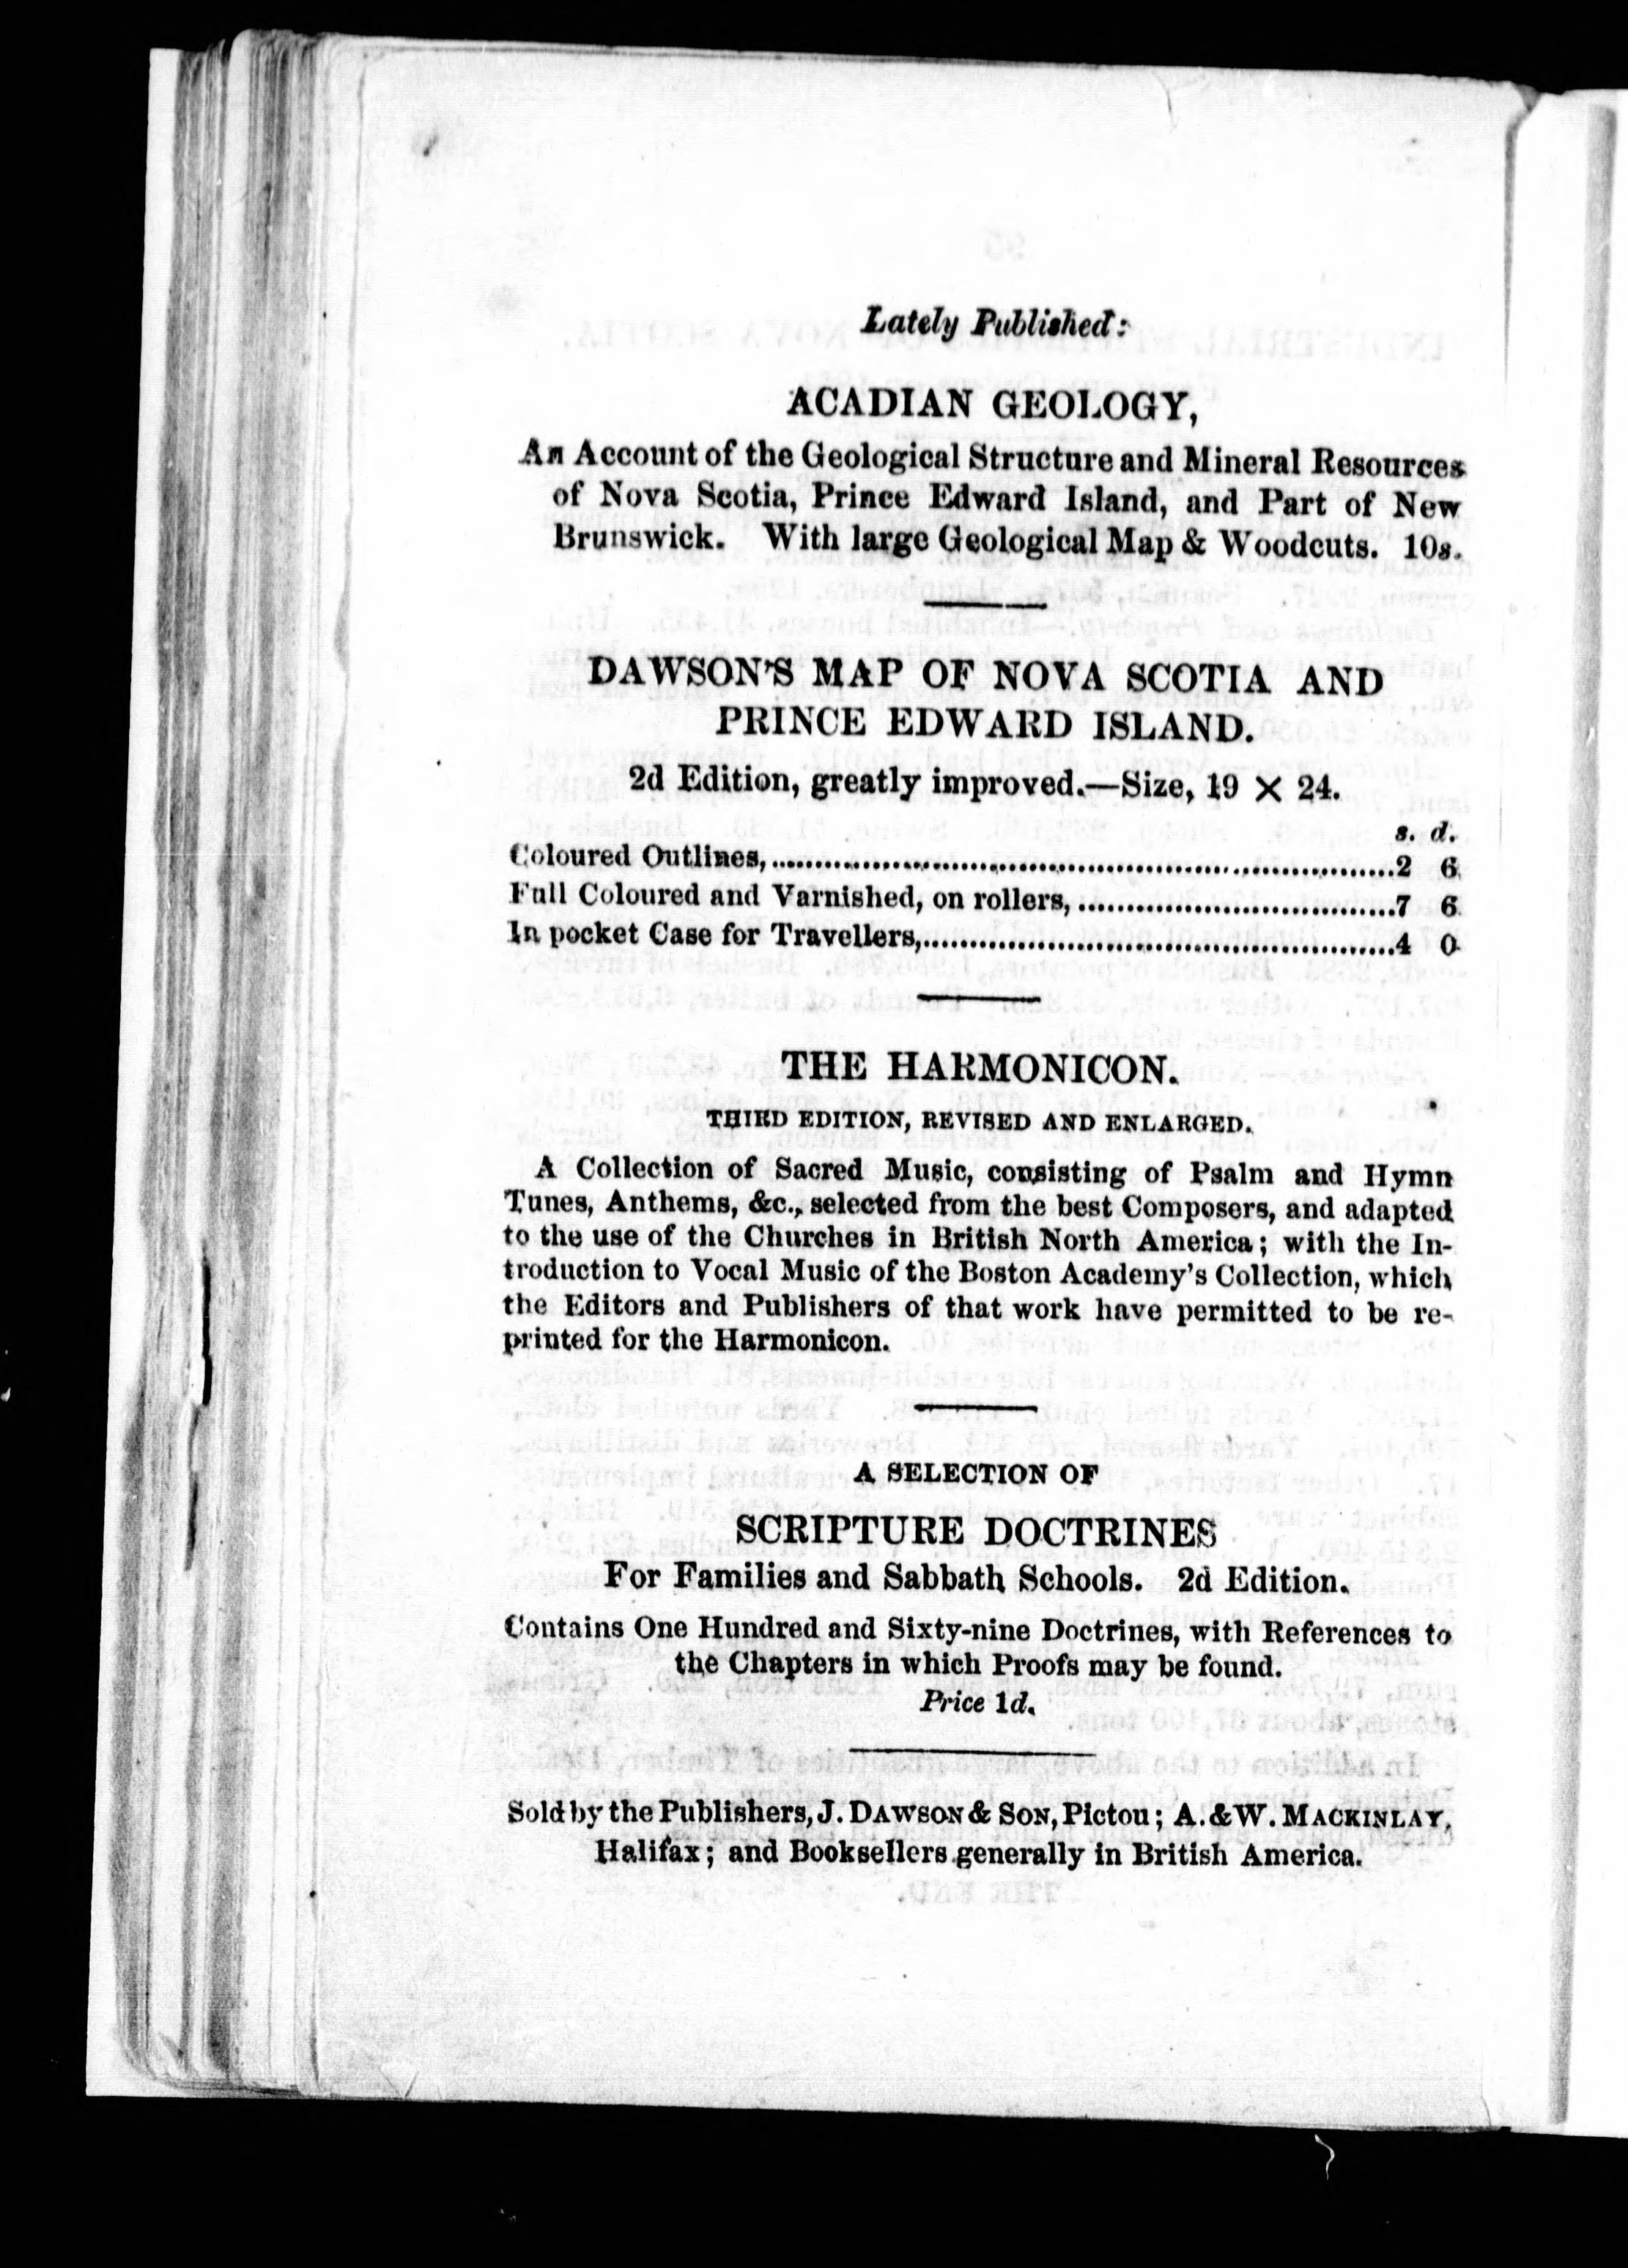 Lately Published:
ACADIAN GEOLOGY,
An Account of the Geological Structure and Mineral Resources
of Nova Scotia, Prince Edward Island, and Part of New
Brunswick. With large Geological Map & Woodcuts. 10s.
DAWSON'S MAP OF NOVA SCOTIA AND
PRINCE EDWARD ISLAND.
2d Edition, greatly improved.—Size, 19 × 24.
s. d.
Coloured Outlines,..........2 6
Full Coloured and Varnished, on rollers,..........7 6
In pocket Case for Travellers,..........4 0
THE HARMONICON.
THIRD EDITION, REVISED AND ENLARGED.
A Collection of Sacred Music, consisting of Psalm and Hymn
Tunes, Anthems, &c., selected from the best Composers, and adapted
to the use of the Churches in British North America; with the In-
troduction to Vocal Music of the Boston Academy's Collection, which
the Editors and Publishers of that work have permitted to be re-
printed for the Harmonicon.
A SELECTION OF
SCRIPTURE DOCTRINES
For Families and Sabbath Schools. 2d Edition.
Contains One Hundred and Sixty-nine Doctrines, with References to
the Chapters in which Proofs may be found.
Price 1d.
Sold by the Publishers, J. DAWSON & SON, Pictou; A. & W. MACKINLAY,
Halifax; and Booksellers generally in British America.